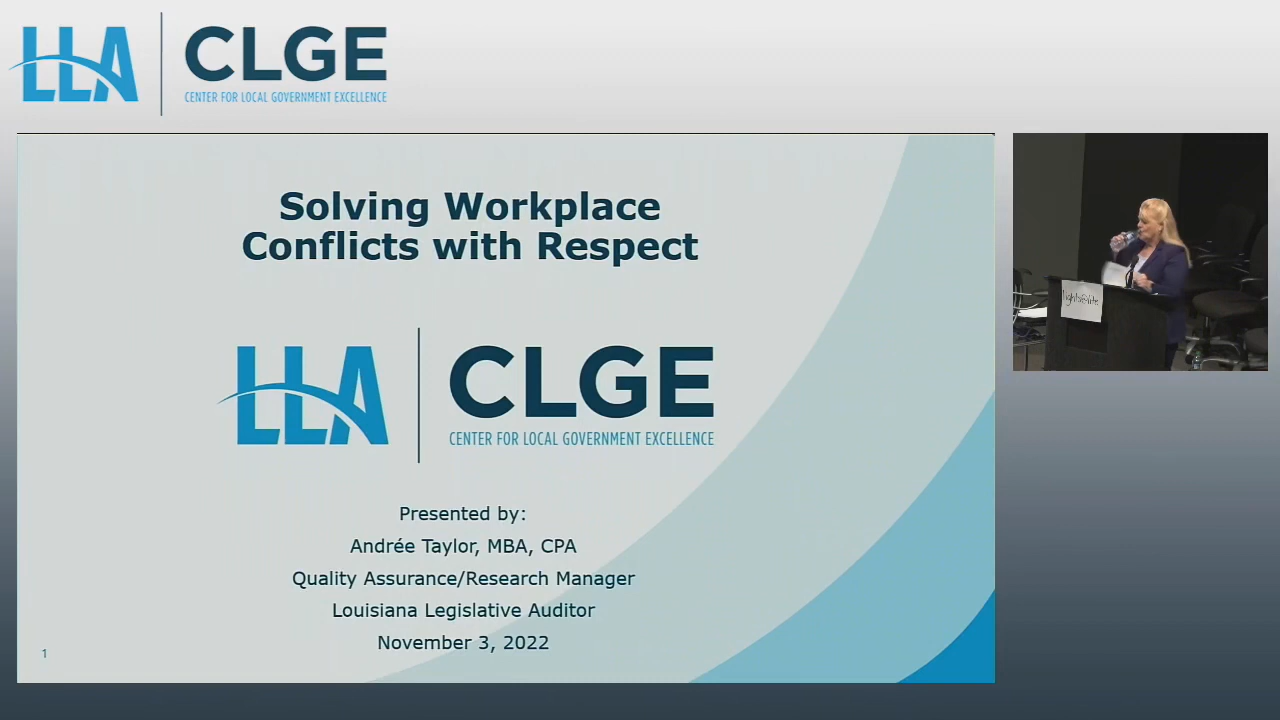 LLA
CLGE
CENTER FOR LOCAL GOVERNMENT EXCELLENCE
Solving Workplace
Conflicts with Respect
LLA
CLGE
CENTER FOR LOCAL GOVERNMENT EXCELLENCE
Presented by:
Andrée Taylor, MBA, CPA
Quality Assurance/Research Manager
Louisiana Legislative Auditor
November 3, 2022
1